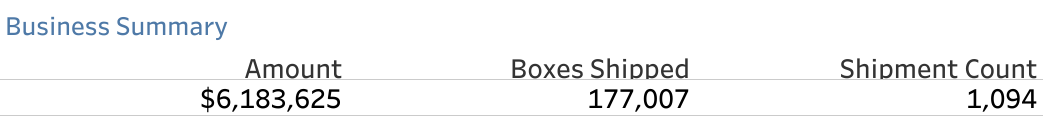 Business Summary
Amount Boxes Shipped Shipment Count
$6,183,625 177,007 1,094